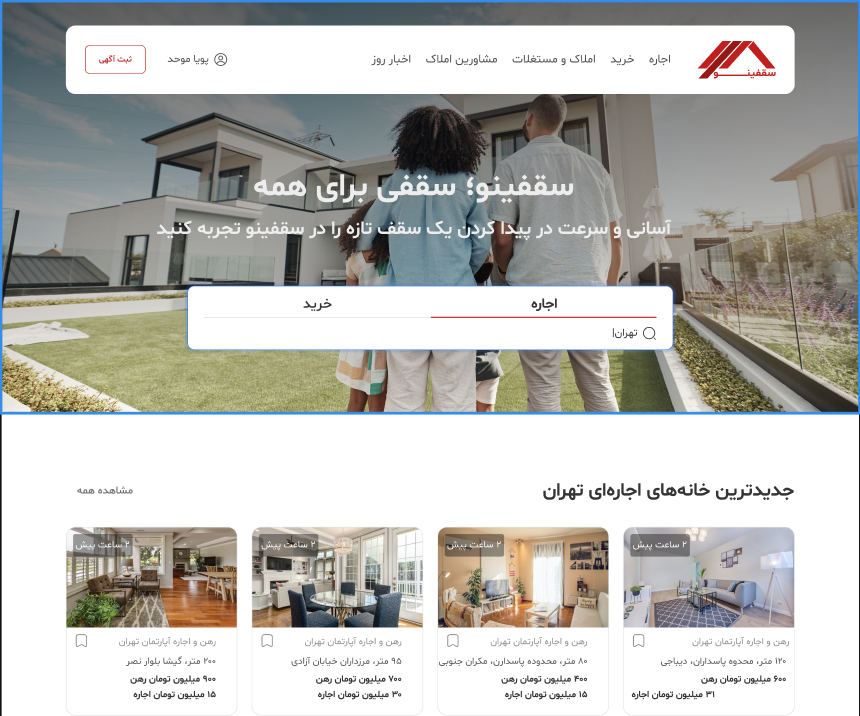 سقفینو
اجاره
خرید
املاک و مستغلات
مشاورین املاک
اخبار روز
پویا موحد
ثبت آگهی
سقفینو؛ سقفی برای همه
آسانی و سرعت در پیدا کردن یک سقف تازه را در سقفینو تجربه کنید
اجاره
خرید
تهران|
جدیدترین خانه‌های اجاره‌ای تهران
مشاهده همه
۲ ساعت پیش
رهن و اجاره آپارتمان تهران
۱۲۰ متر، محدوه پاسداران، دیباجی
۶۰۰ میلیون تومان رهن
۳۱ میلیون تومان اجاره
۲ ساعت پیش
رهن و اجاره آپارتمان تهران
۸۰ متر، محدوده پاسدارن، مکران جنوبی
۴۰۰ میلیون تومان رهن
۱۵ میلیون تومان اجاره
۲ ساعت پیش
رهن و اجاره آپارتمان تهران
۹۵ متر، مرزداران خیابان آزادی
۷۰۰ میلیون تومان رهن
۳۰ میلیون تومان اجاره
۲ ساعت پیش
رهن و اجاره آپارتمان تهران
۲۰۰ متر، گیشا بلوار نصر
۹۰۰ میلیون تومان رهن
۱۵ میلیون تومان اجاره